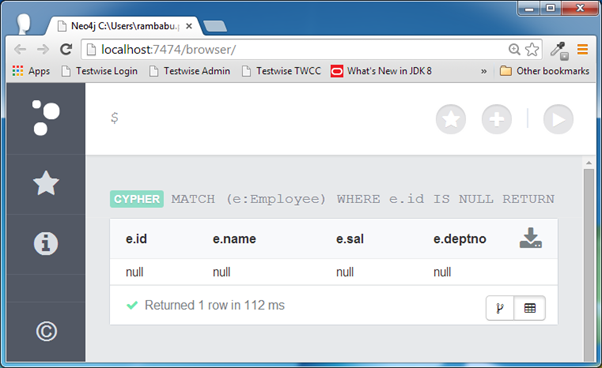 Neo4j C:\Users\rambabu.
localhost:7474/browser/
Apps Testwise Login Testwise Admin Testwise TWCC What's New in JDK 8 » Other bookmarks
$
CYPHER MATCH (e:Employee) WHERE e.id IS NULL RETURN
e.id e.name e.sal e.deptno
null null null null
Returned 1 row in 112 ms
©